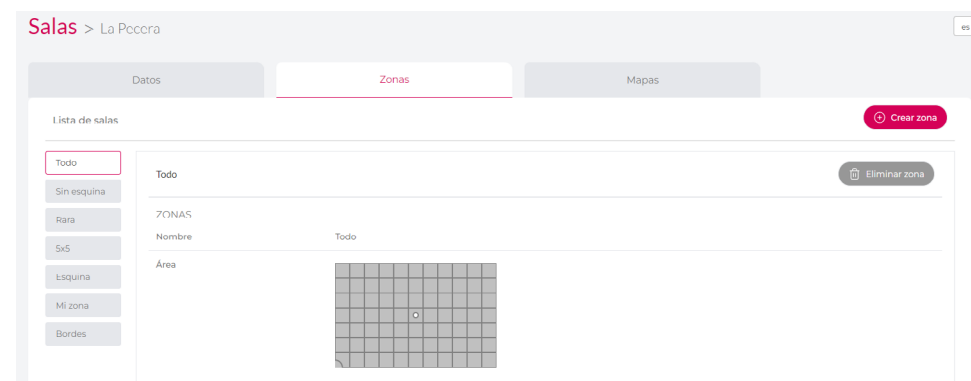 Salas > La Pecera
es
Datos
Zonas
Mapas
Lista de salas
Crear zona
Todo
Sin esquina
Rara
5x5
Esquina
Mi zona
Bordes
Todo
Eliminar zona
ZONAS
Nombre
Todo
Área